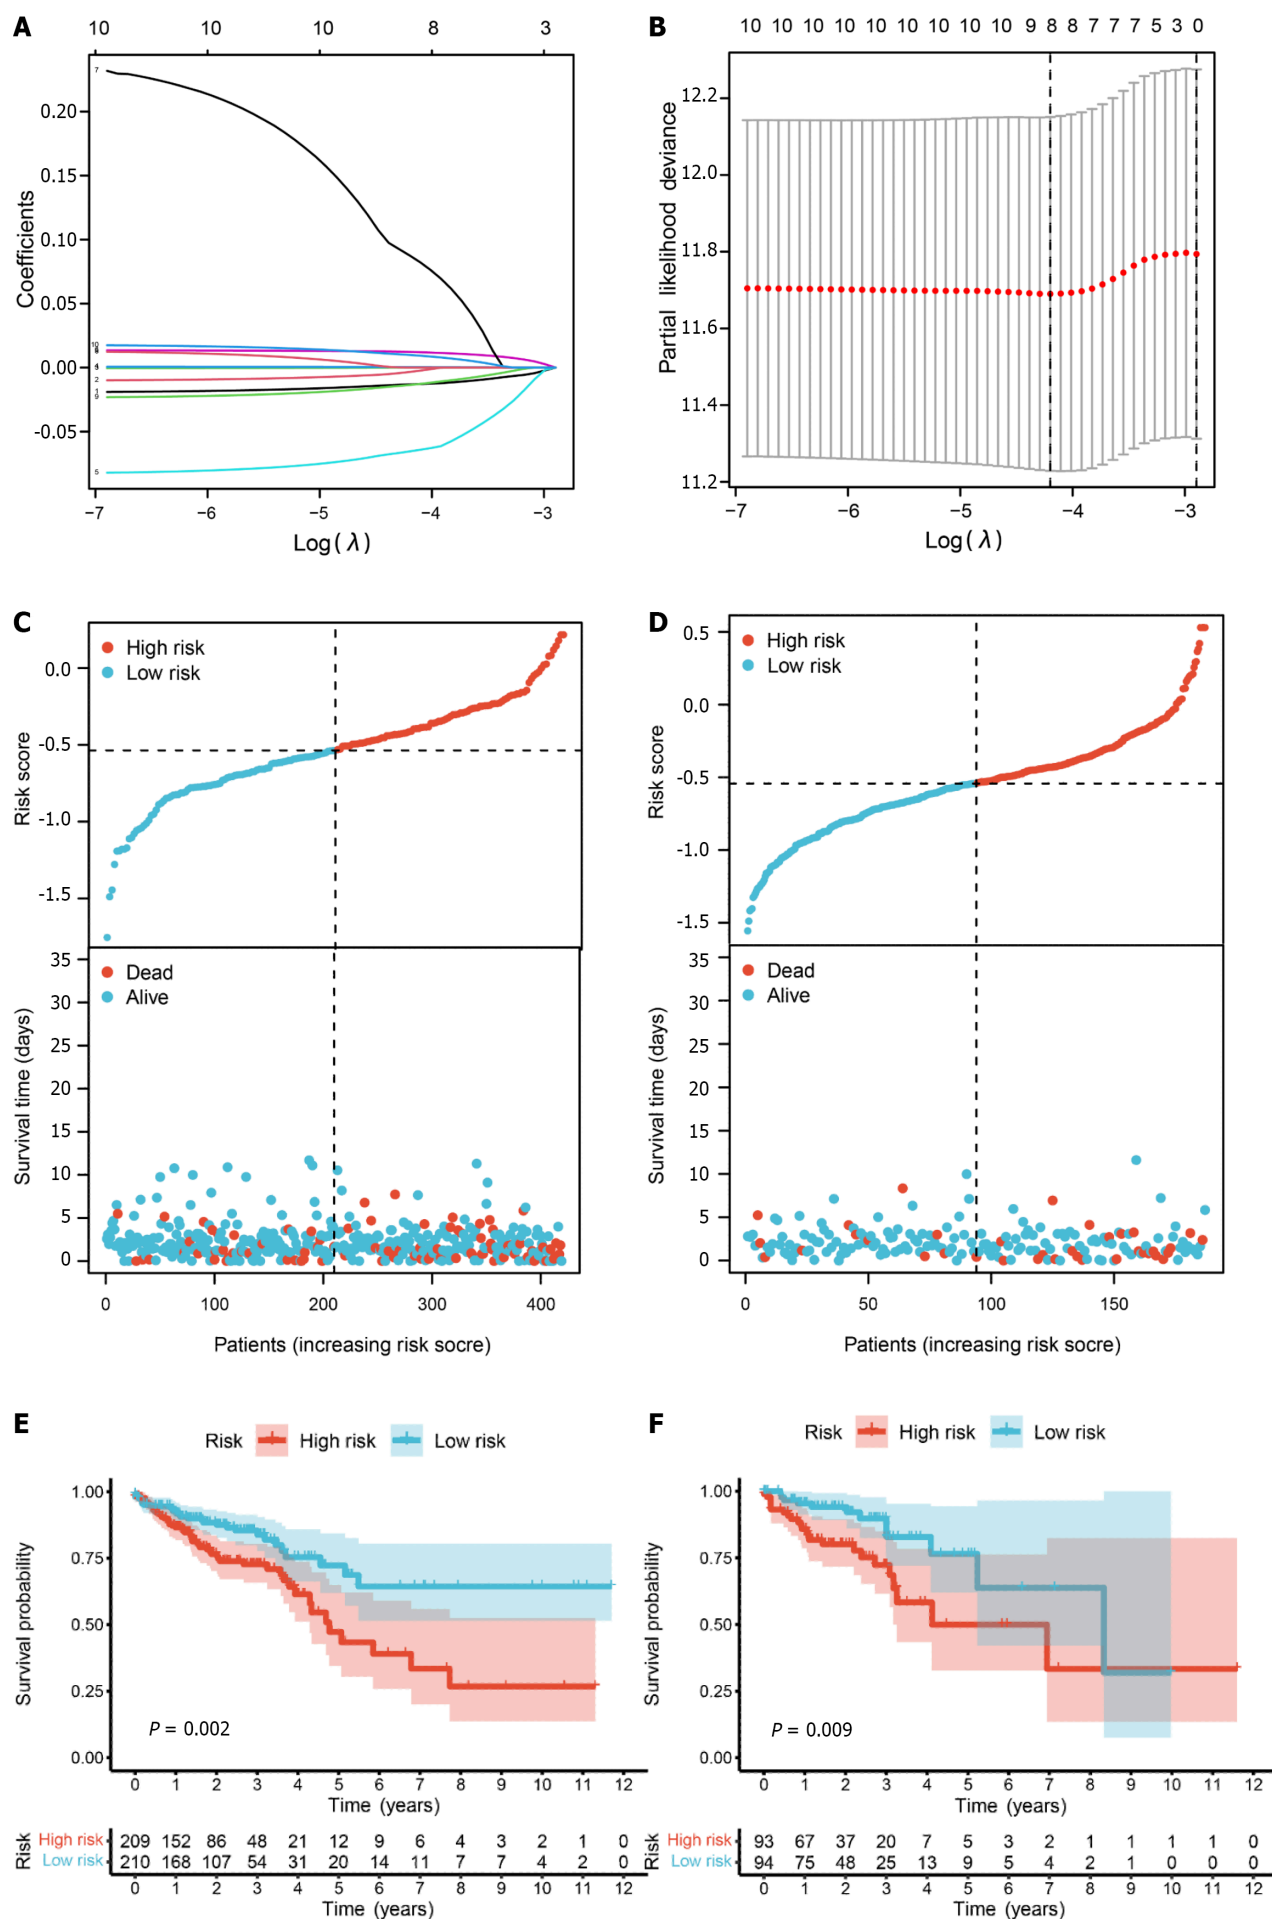 A
10 10 10 8 3
7
10
8
6
4
3
2
1
9
5
0.20
0.15
0.10
0.05
0.00
-0.05
Coefficients
−7 −6 −5 −4 −3
Log(λ)
B
10 10 10 10 10 10 10 10 9 8 8 7 7 7 5 3 0
12.2
12.0
11.8
11.6
11.4
11.2
Partial likelihood deviance
−7 −6 −5 −4 −3
Log(λ)
C
High risk
Low risk
0.0
-0.5
-1.0
-1.5
Risk score
Dead
Alive
35
30
25
20
15
10
5
0
Survival time (days)
0 100 200 300 400
Patients (increasing risk socre)
D
High risk
Low risk
0.5
0.0
-0.5
-1.0
-1.5
Risk score
Dead
Alive
35
30
25
20
15
10
5
0
Survival time (days)
0 50 100 150
Patients (increasing risk socre)
E
Risk High risk Low risk
1.00
0.75
0.50
0.25
0.00
Survival probability
P = 0.002
0 1 2 3 4 5 6 7 8 9 10 11 12
Time (years)
Risk
High risk 209 152 86 48 21 12 9 6 4 3 2 1 0
Low risk 210 168 107 54 31 20 14 11 7 7 4 2 0
0 1 2 3 4 5 6 7 8 9 10 11 12
Time (years)
F
Risk High risk Low risk
1.00
0.75
0.50
0.25
0.00
Survival probability
P = 0.009
0 1 2 3 4 5 6 7 8 9 10 11 12
Time (years)
Risk
High risk 93 67 37 20 7 5 3 2 1 1 1 1 0
Low risk 94 75 48 25 13 9 5 4 2 1 0 0 0
0 1 2 3 4 5 6 7 8 9 10 11 12
Time (years)